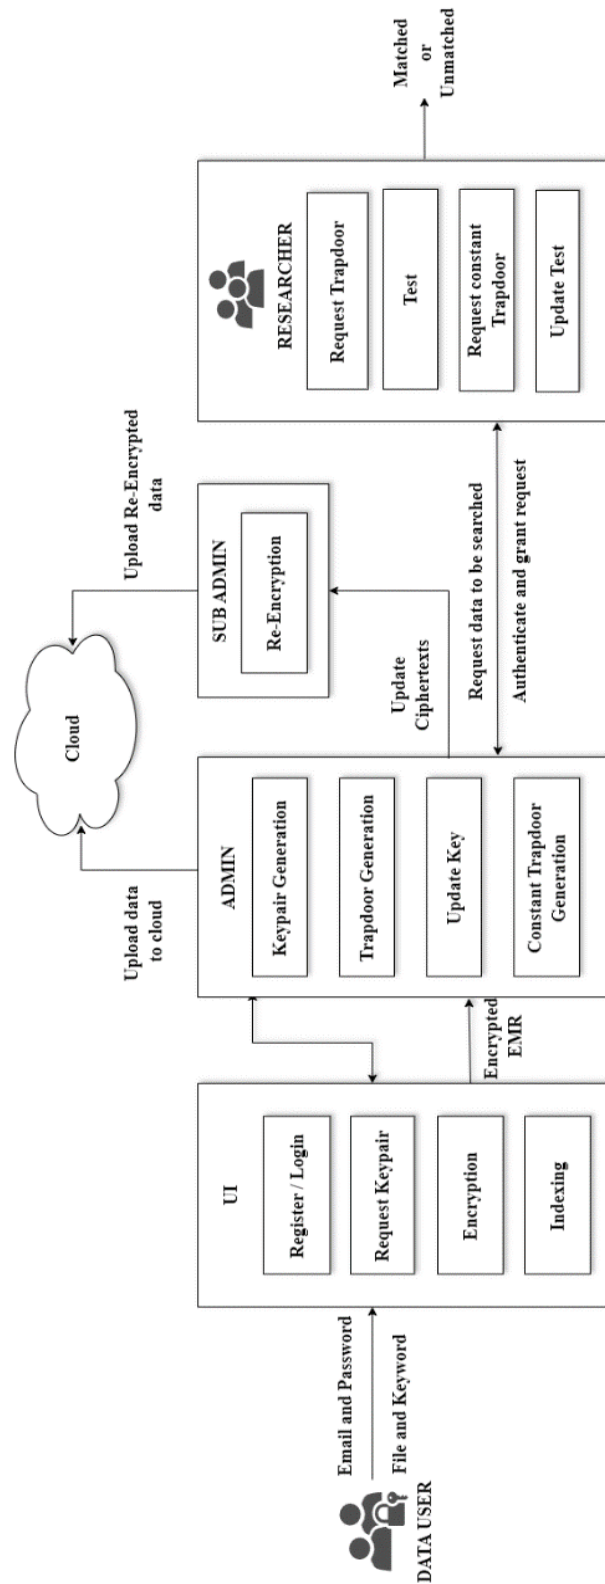 DATA USER
Email and Password
File and Keyword
UI
Register / Login
Request Keypair
Encryption
Indexing
Encrypted
EMR
Upload data
to cloud
ADMIN
Keypair Generation
Trapdoor Generation
Update Key
Constant Trapdoor
Generation
Cloud
Update
Ciphertexts
SUB ADMIN
Re-Encryption
Upload Re-Encrypted
data
Request data to be searched
Authenticate and grant request
RESEARCHER
Request Trapdoor
Test
Request constant
Trapdoor
Update Test
Matched
or
Unmatched